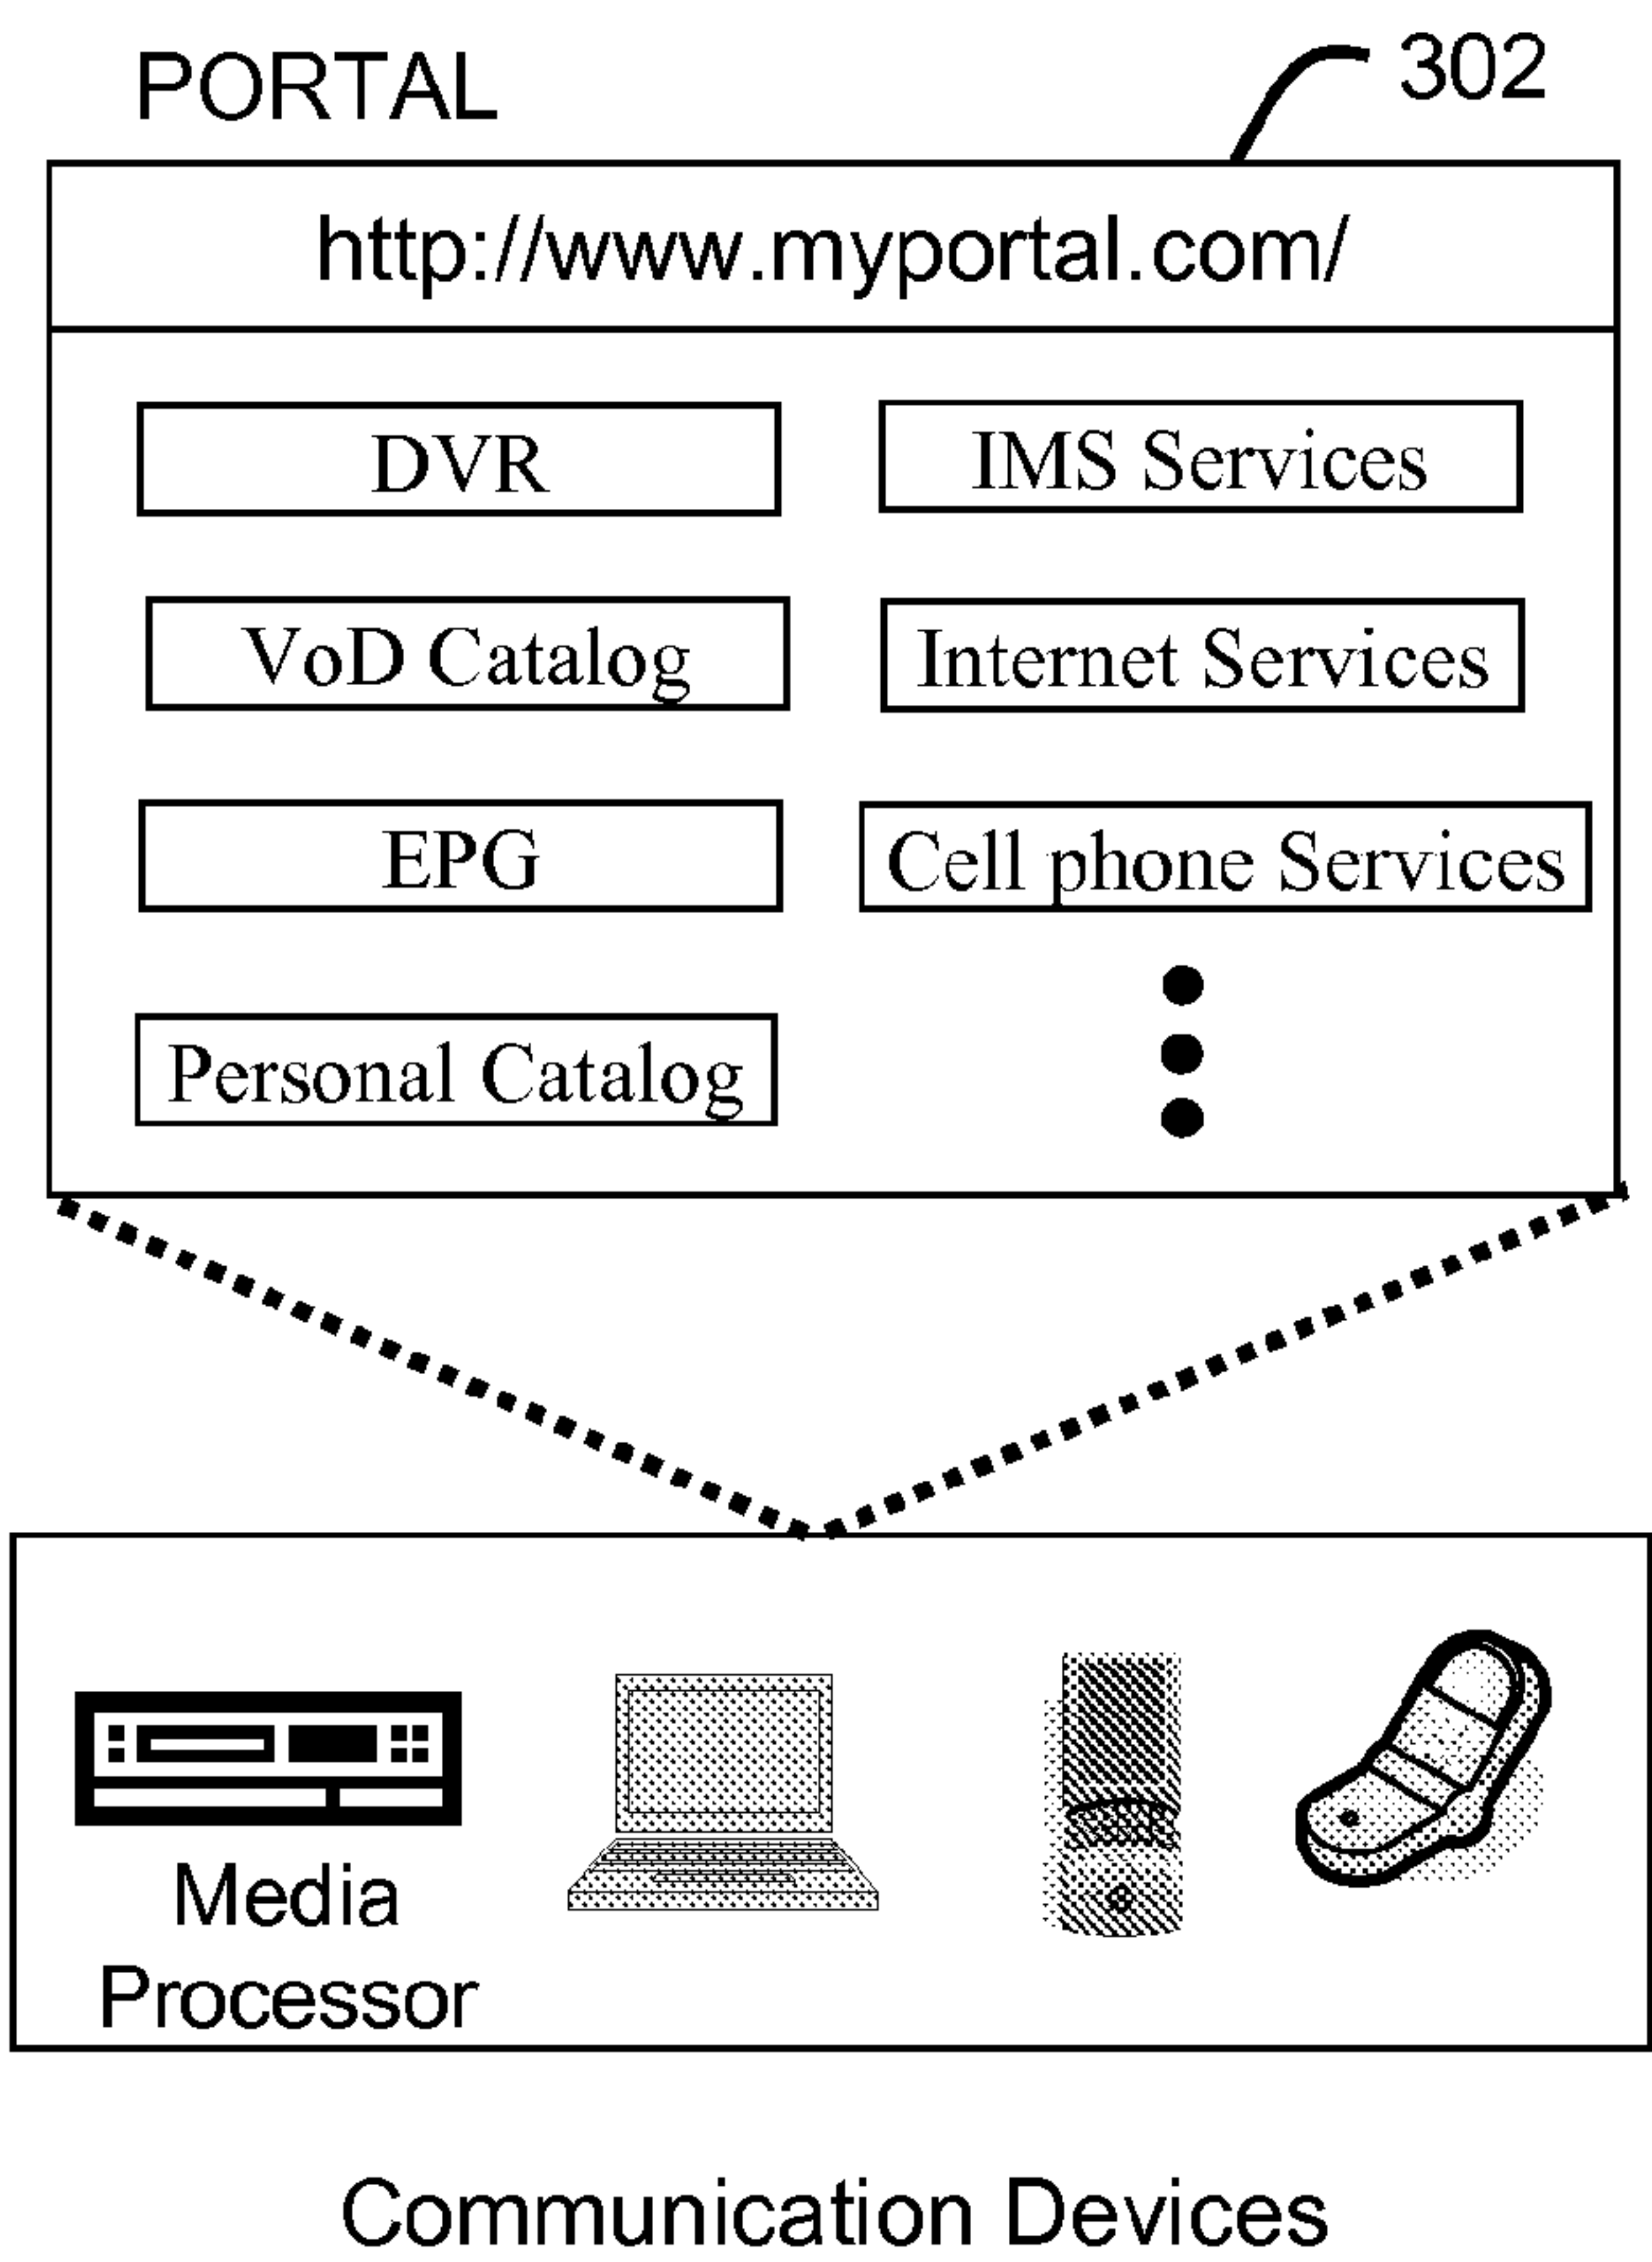 PORTAL
302
http://www.myportal.com/
DVR
IMS Services
VoD Catalog
Internet Services
EPG
Cell phone Services
Personal Catalog
Media
Processor
Communication Devices